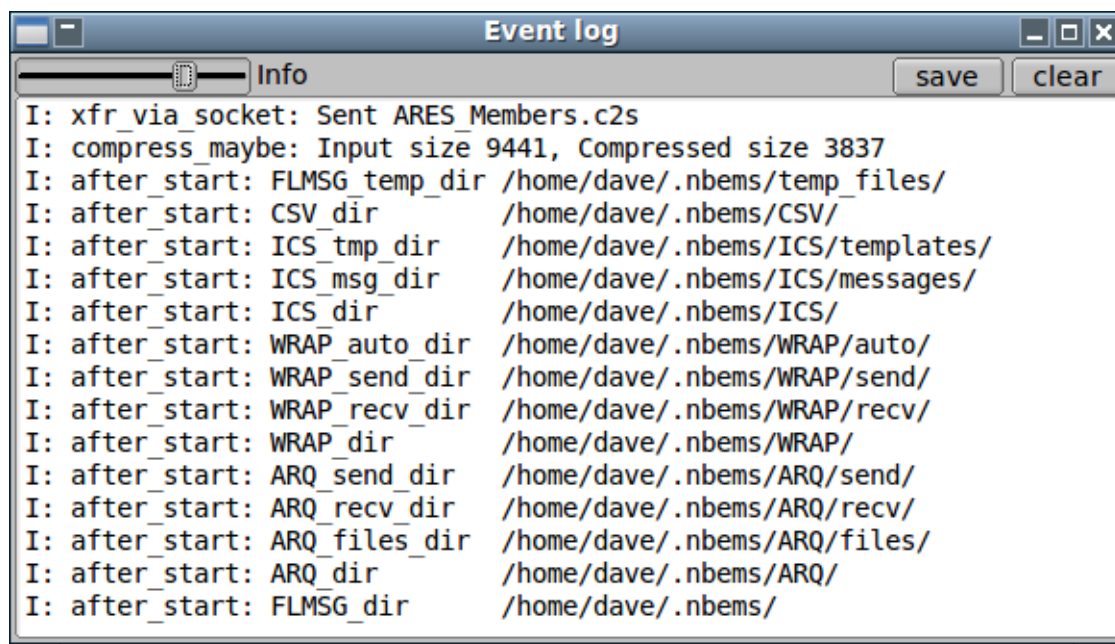 Event log
Info
save
clear
I: xfr_via_socket: Sent ARES_Members.c2s
I: compress_maybe: Input size 9441, Compressed size 3837
I: after_start: FLMSG_temp_dir /home/dave/.nbems/temp_files/
I: after_start: CSV_dir        /home/dave/.nbems/CSV/
I: after_start: ICS_tmp_dir    /home/dave/.nbems/ICS/templates/
I: after_start: ICS_msg_dir    /home/dave/.nbems/ICS/messages/
I: after_start: ICS_dir        /home/dave/.nbems/ICS/
I: after_start: WRAP_auto_dir  /home/dave/.nbems/WRAP/auto/
I: after_start: WRAP_send_dir  /home/dave/.nbems/WRAP/send/
I: after_start: WRAP_recv_dir  /home/dave/.nbems/WRAP/recv/
I: after_start: WRAP_dir       /home/dave/.nbems/WRAP/
I: after_start: ARQ_send_dir   /home/dave/.nbems/ARQ/send/
I: after_start: ARQ_recv_dir   /home/dave/.nbems/ARQ/recv/
I: after_start: ARQ_files_dir  /home/dave/.nbems/ARQ/files/
I: after_start: ARQ_dir        /home/dave/.nbems/ARQ/
I: after_start: FLMSG_dir      /home/dave/.nbems/